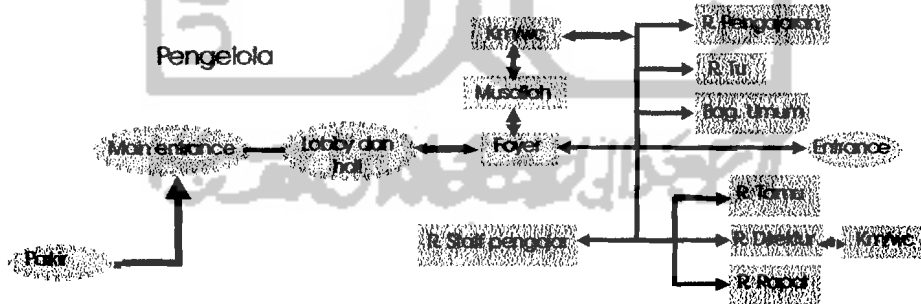 Pengelola
Km/wc
R. Pengajaran
R. TU
Musollah
Bag. Umum
Main entrance
Lobby dan
hall
Foyer
Entrance
R. Tamu
R. Staff pengajar
R. Direktur
Km/wc
Parkir
R. Rapat